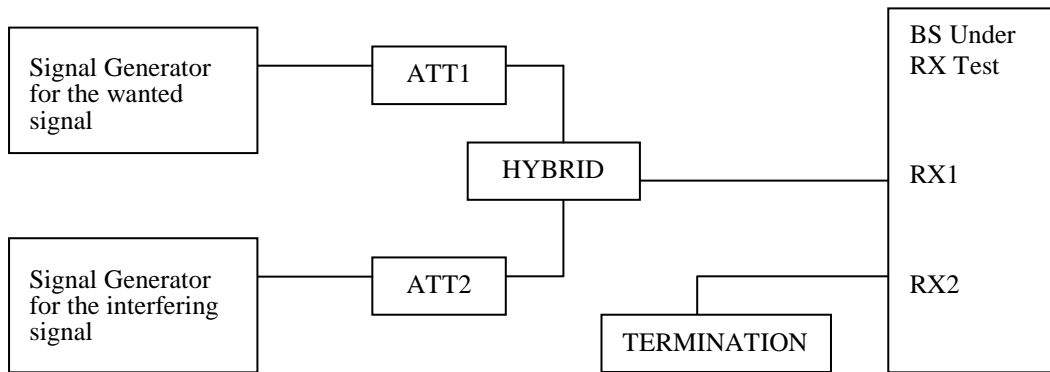 Signal Generator
for the wanted
signal
ATT1
HYBRID
BS Under
RX Test
RX1
Signal Generator
for the interfering
signal
ATT2
RX2
TERMINATION